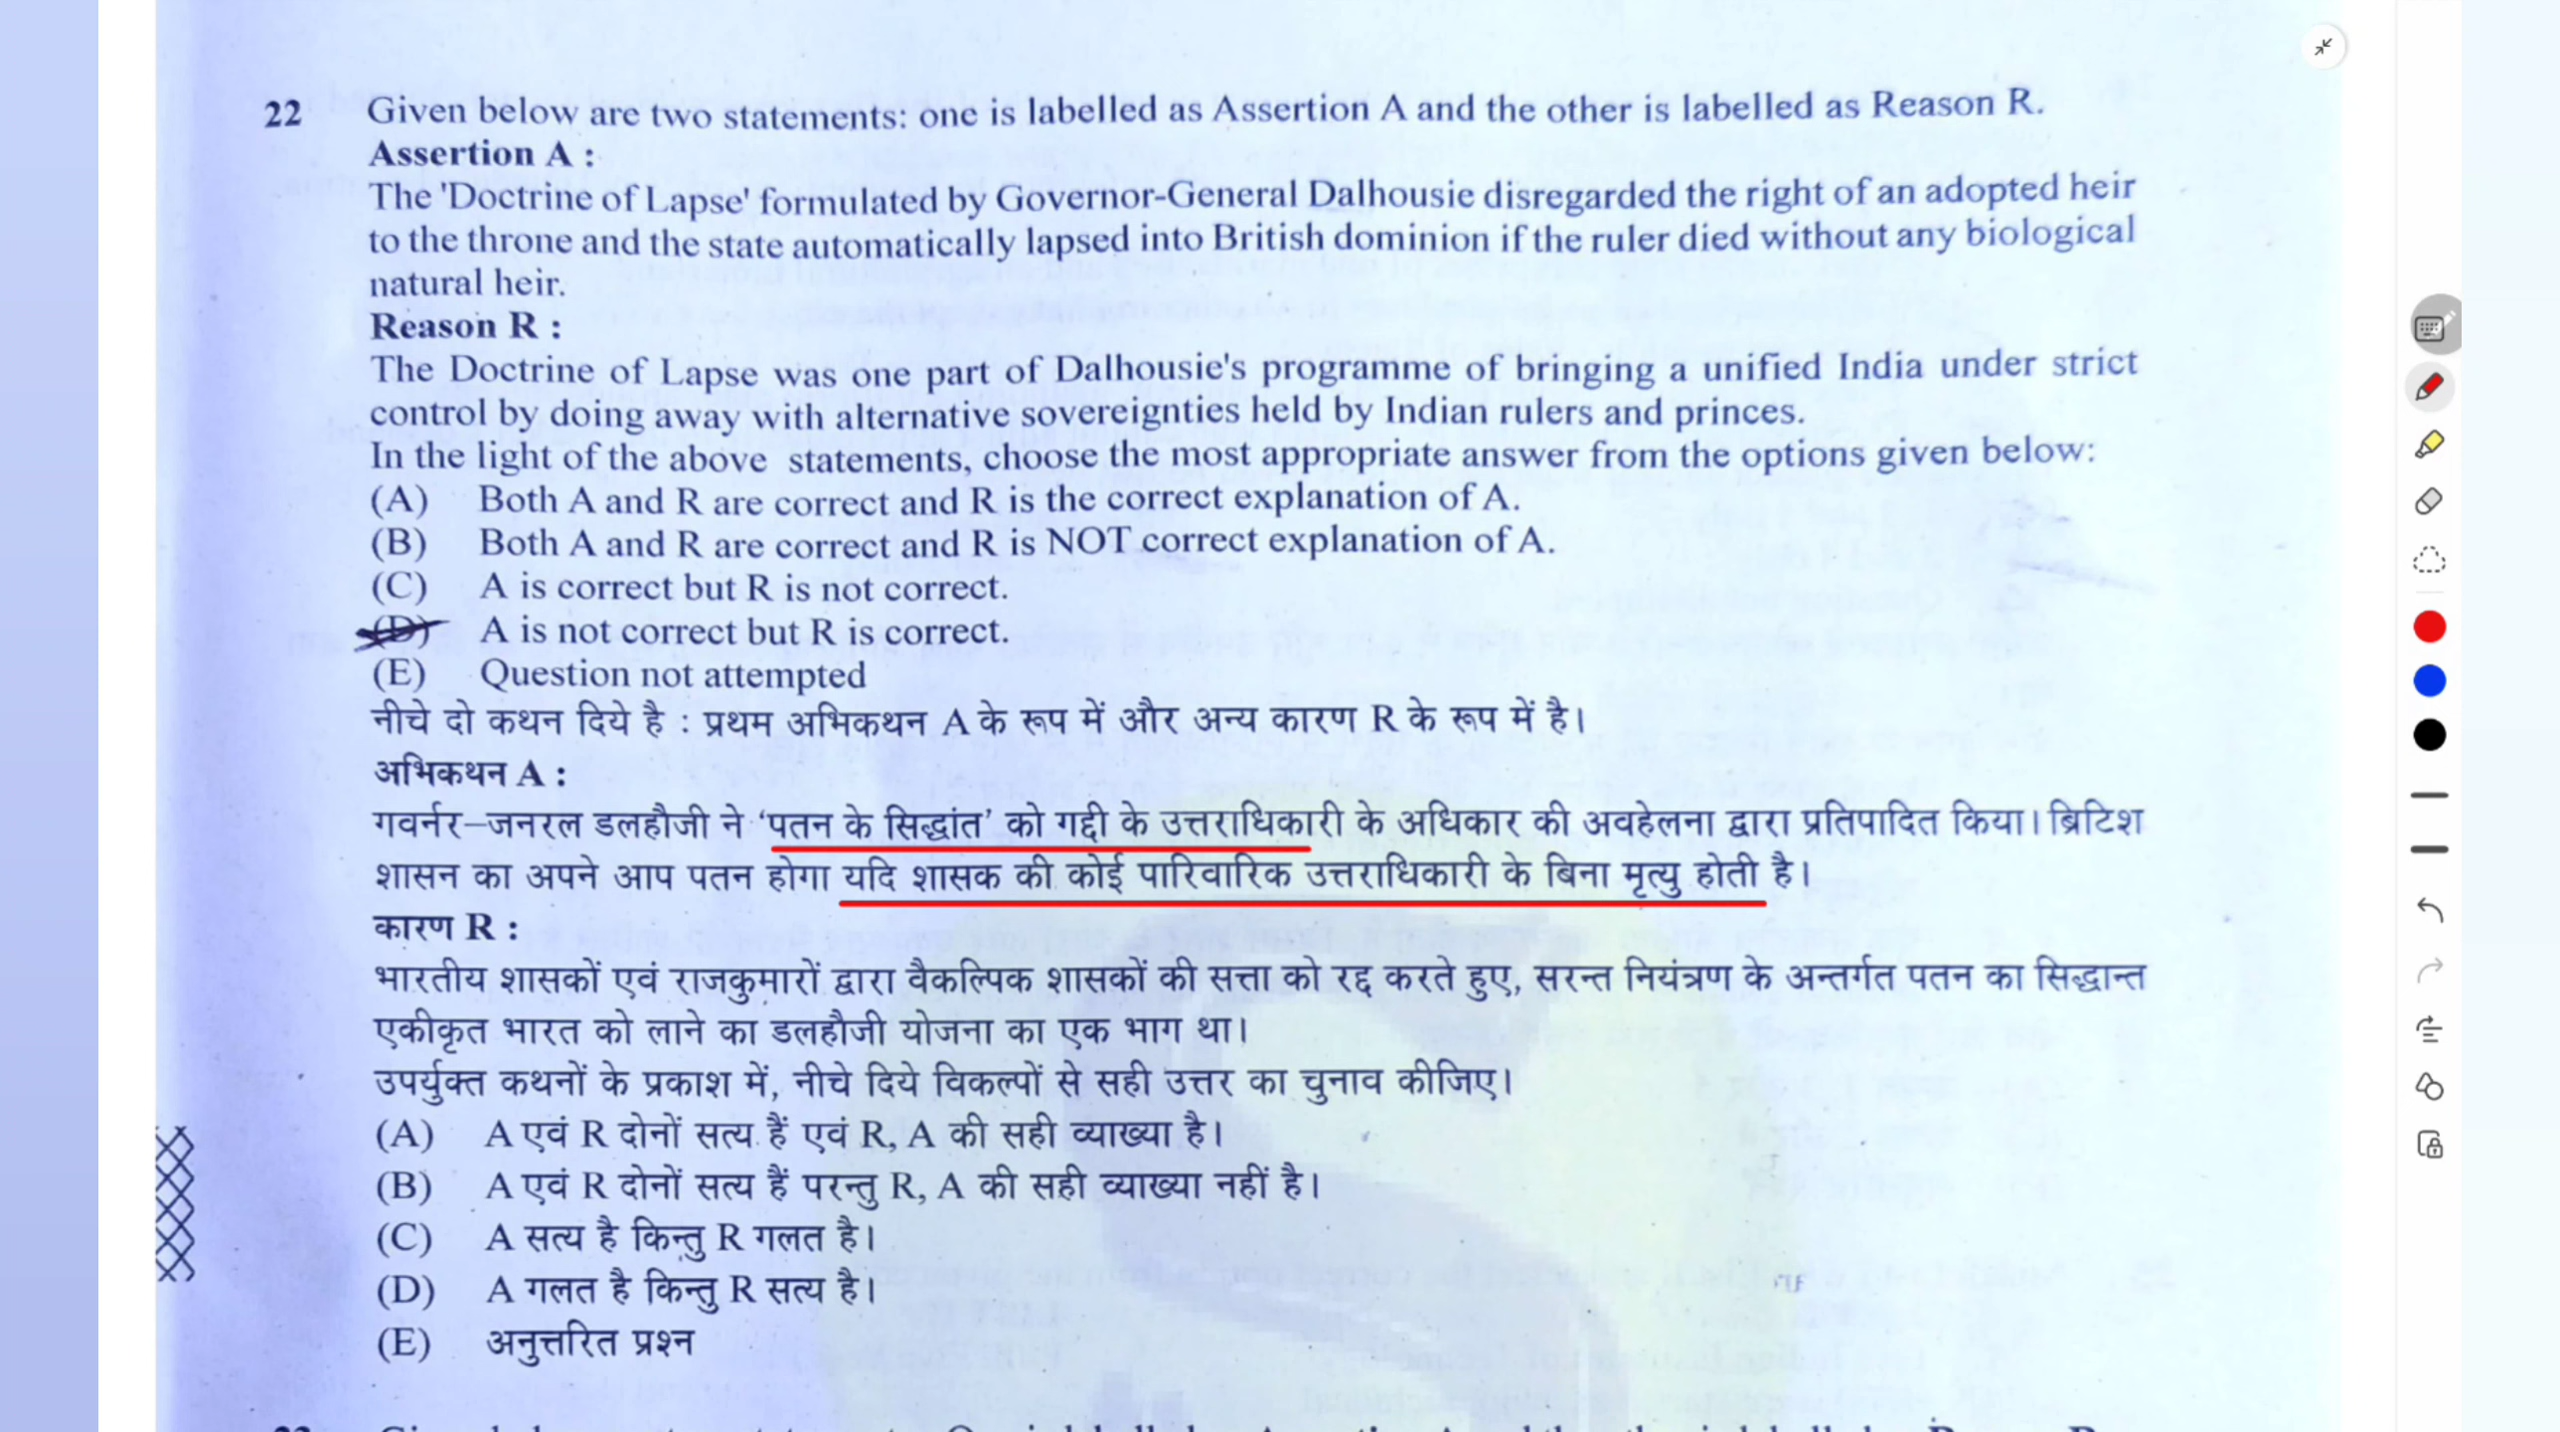 22 Given below are two statements: one is labelled as Assertion A and the other is labelled as Reason R.
Assertion A :
The 'Doctrine of Lapse' formulated by Governor-General Dalhousie disregarded the right of an adopted heir
to the throne and the state automatically lapsed into British dominion if the ruler died without any biological
natural heir.
Reason R :
The Doctrine of Lapse was one part of Dalhousie's programme of bringing a unified India under strict
control by doing away with alternative sovereignties held by Indian rulers and princes.
In the light of the above statements, choose the most appropriate answer from the options given below:
(A) Both A and R are correct and R is the correct explanation of A.
(B) Both A and R are correct and R is NOT correct explanation of A.
(C) A is correct but R is not correct.
(D) A is not correct but R is correct.
(E) Question not attempted
नीचे दो कथन दिये है : प्रथम अभिकथन A के रूप में और अन्य कारण R के रूप में है।
अभिकथन A :
गवर्नर–जनरल डलहौजी ने ‘पतन के सिद्धांत’ को गद्दी के उत्तराधिकारी के अधिकार की अवहेलना द्वारा प्रतिपादित किया। ब्रिटिश
शासन का अपने आप पतन होगा यदि शासक की कोई पारिवारिक उत्तराधिकारी के बिना मृत्यु होती है।
कारण R :
भारतीय शासकों एवं राजकुमारों द्वारा वैकल्पिक शासकों की सत्ता को रद्द करते हुए, सरन्त नियंत्रण के अन्तर्गत पतन का सिद्धान्त
एकीकृत भारत को लाने का डलहौजी योजना का एक भाग था।
उपर्युक्त कथनों के प्रकाश में, नीचे दिये विकल्पों से सही उत्तर का चुनाव कीजिए।
(A) A एवं R दोनों सत्य हैं एवं R, A की सही व्याख्या है।
(B) A एवं R दोनों सत्य हैं परन्तु R, A की सही व्याख्या नहीं है।
(C) A सत्य है किन्तु R गलत है।
(D) A गलत है किन्तु R सत्य है।
(E) अनुत्तरित प्रश्न